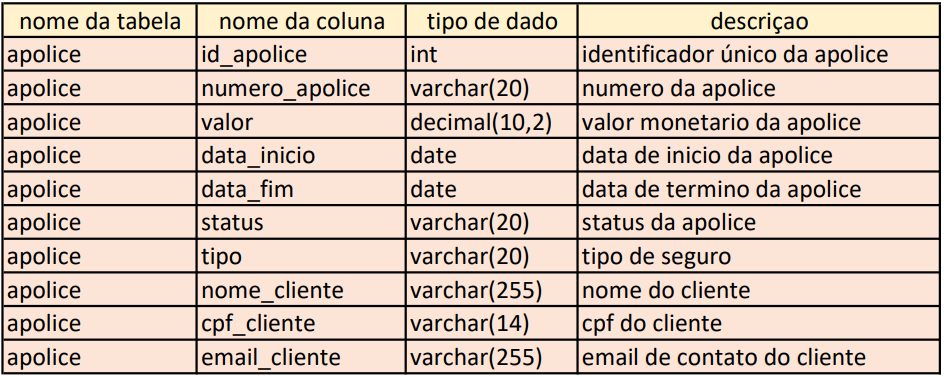 nome da tabela nome da coluna tipo de dado descriçao
apolice id_apolice int identificador único da apolice
apolice numero_apolice varchar(20) numero da apolice
apolice valor decimal(10,2) valor monetario da apolice
apolice data_inicio date data de inicio da apolice
apolice data_fim date data de termino da apolice
apolice status varchar(20) status da apolice
apolice tipo varchar(20) tipo de seguro
apolice nome_cliente varchar(255) nome do cliente
apolice cpf_cliente varchar(14) cpf do cliente
apolice email_cliente varchar(255) email de contato do cliente